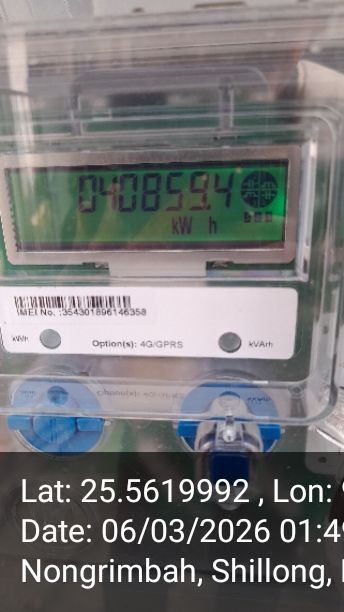 040859.4
kW h
IMEI No. :354301896146358
kWh
Option(s): 4G/GPRS
kVArh
Lat: 25.5619992 , Lon:
Date: 06/03/2026 01:49
Nongrimbah, Shillong,